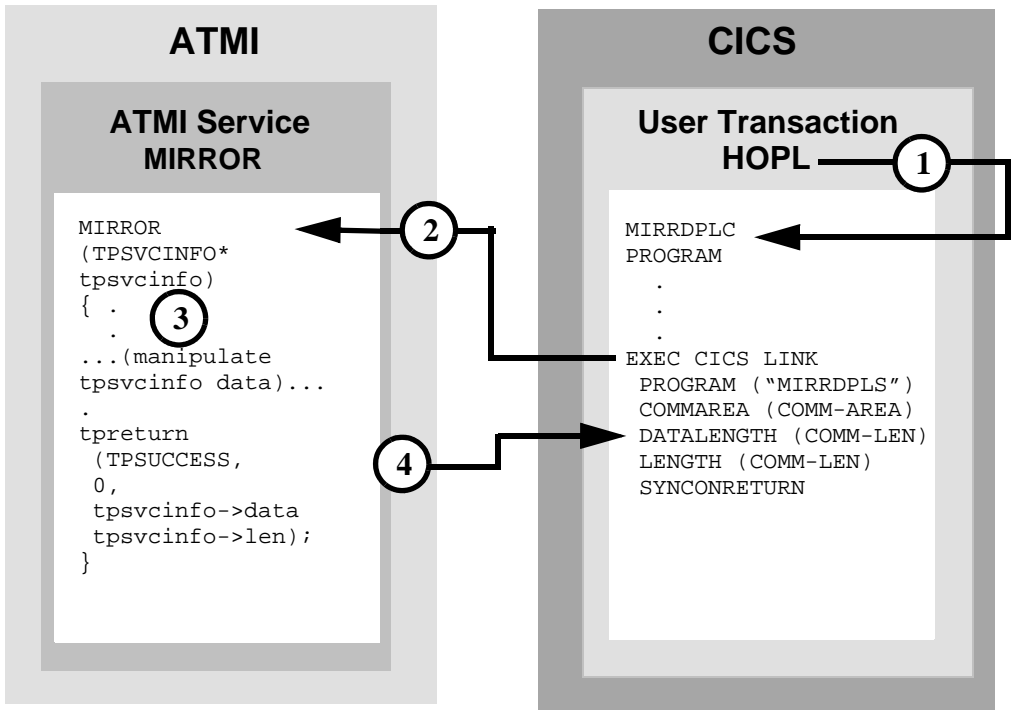 ATMI
ATMI Service
MIRROR
MIRROR
(TPSVCINFO*
tpsvcinfo)
{ .
.
...(manipulate
tpsvcinfo data)...
.
tpreturn
(TPSUCCESS,
0,
tpsvcinfo->data
tpsvcinfo->len);
}
3
2
4
CICS
User Transaction
HOPL
1
MIRRDPLC
PROGRAM
.
.
.
EXEC CICS LINK
PROGRAM (“MIRRDPLS”)
COMMAREA (COMM-AREA)
DATALENGTH (COMM-LEN)
LENGTH (COMM-LEN)
SYNCONRETURN